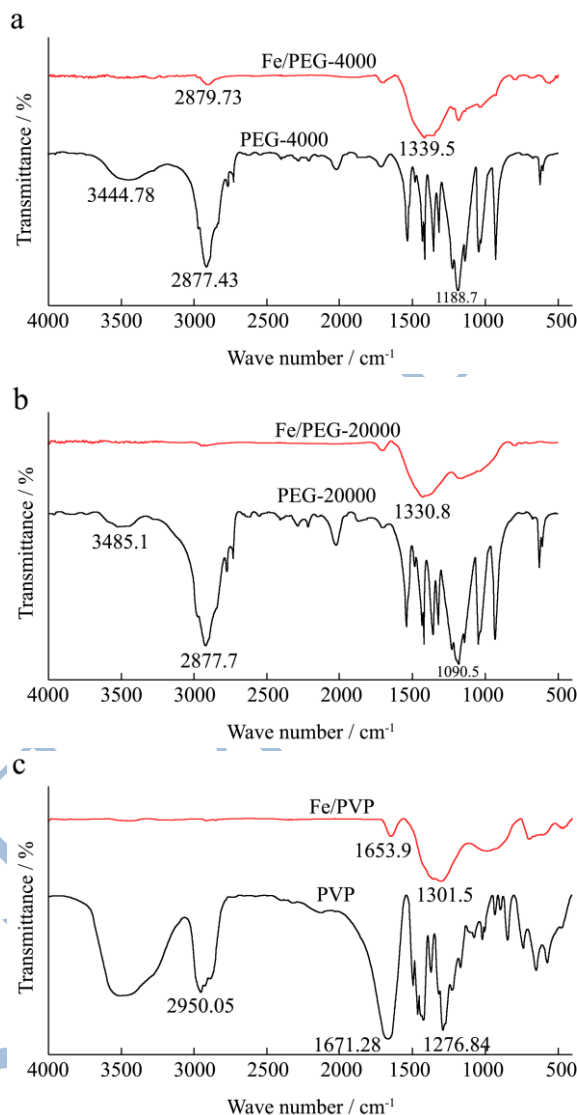 a
Fe/PEG-4000
2879.73
1339.5
PEG-4000
3444.78
2877.43
1188.7
Transmittance / %
4000 3500 3000 2500 2000 1500 1000 500
Wave number / cm-1
b
Fe/PEG-20000
1330.8
PEG-20000
3485.1
2877.7
1090.5
Transmittance / %
4000 3500 3000 2500 2000 1500 1000 500
Wave number / cm-1
c
Fe/PVP
1653.9
1301.5
PVP
2950.05
1671.28
1276.84
Transmittance / %
4000 3500 3000 2500 2000 1500 1000 500
Wave number / cm-1